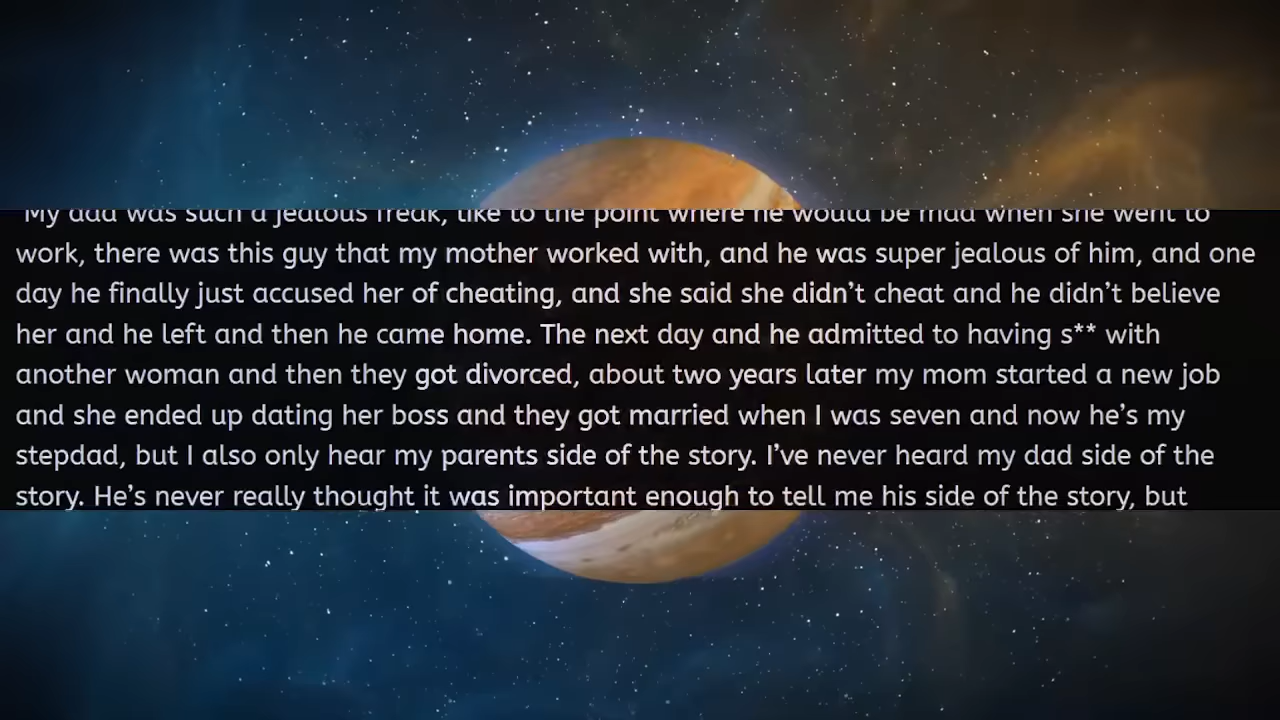 My dad was such a jealous freak, like to the point where he would be mad when she went to
work, there was this guy that my mother worked with, and he was super jealous of him, and one
day he finally just accused her of cheating, and she said she didn’t cheat and he didn’t believe
her and he left and then he came home. The next day and he admitted to having s** with
another woman and then they got divorced, about two years later my mom started a new job
and she ended up dating her boss and they got married when I was seven and now he’s my
stepdad, but I also only hear my parents side of the story. I’ve never heard my dad side of the
story. He’s never really thought it was important enough to tell me his side of the story, but